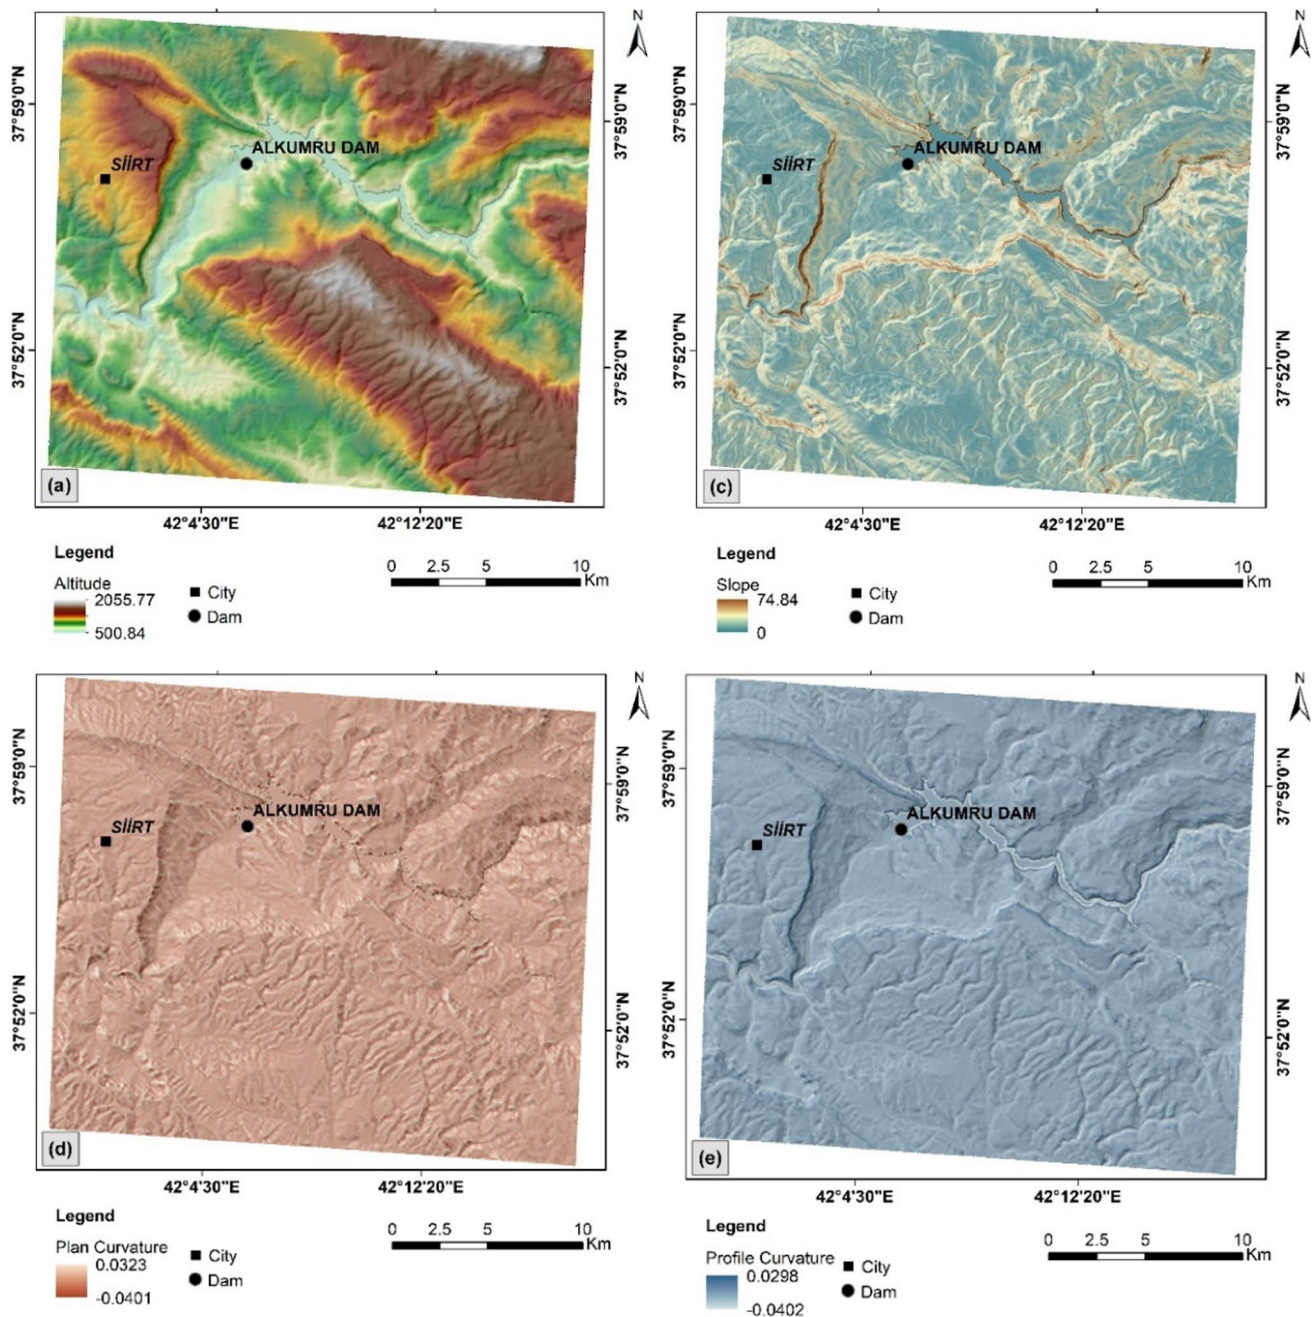 N
37°59'0"N
37°59'0"N
ALKUMRU DAM
SİİRT
37°52'0"N
37°52'0"N
(a)
42°4'30"E
42°12'20"E
Legend
Altitude
2055.77
500.84
City
Dam
0 2.5 5 10
Km
N
37°59'0"N
37°59'0"N
ALKUMRU DAM
SİİRT
37°52'0"N
37°52'0"N
(c)
42°4'30"E
42°12'20"E
Legend
Slope
74.84
0
City
Dam
0 2.5 5 10
Km
N
37°59'0"N
37°59'0"N
ALKUMRU DAM
SİİRT
37°52'0"N
37°52'0"N
(d)
42°4'30"E
42°12'20"E
Legend
Plan Curvature
0.0323
-0.0401
City
Dam
0 2.5 5 10
Km
N
37°59'0"N
37°59'0"N
ALKUMRU DAM
SİİRT
37°52'0"N
37°52'0"N
(e)
42°4'30"E
42°12'20"E
Legend
Profile Curvature
0.0298
-0.0402
City
Dam
0 2.5 5 10
Km